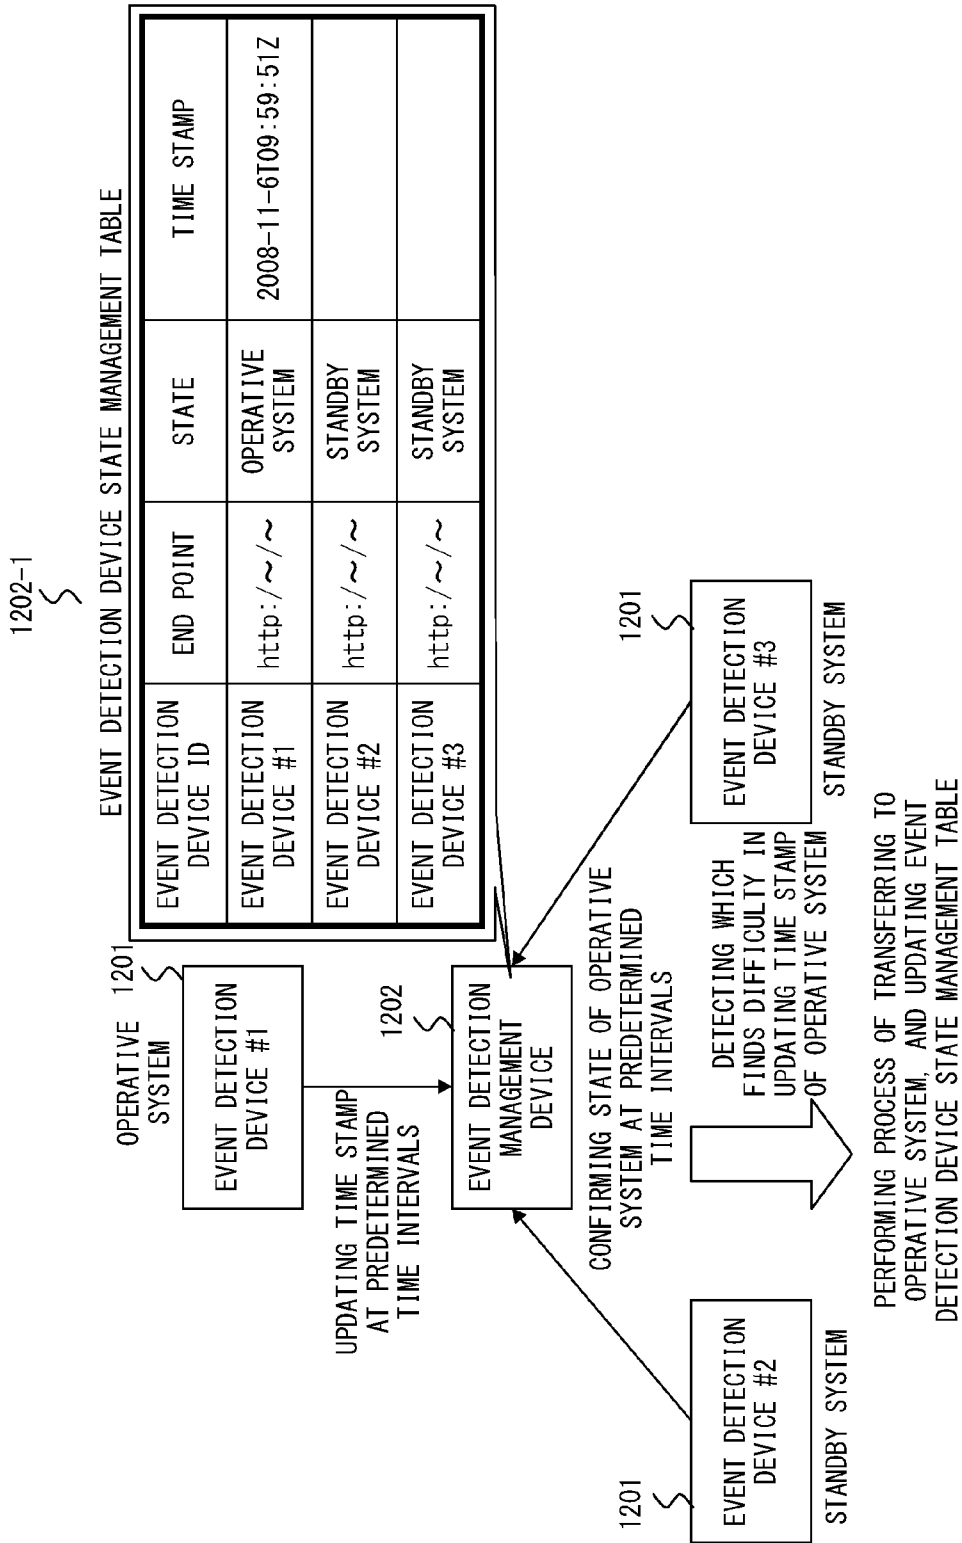 1202-1
EVENT DETECTION DEVICE STATE MANAGEMENT TABLE
EVENT DETECTION
DEVICE ID
END POINT
STATE
TIME STAMP
EVENT DETECTION
DEVICE #1
http:/~/~
OPERATIVE
SYSTEM
2008-11-6T09:59:51Z
EVENT DETECTION
DEVICE #2
http:/~/~
STANDBY
SYSTEM
EVENT DETECTION
DEVICE #3
http:/~/~
STANDBY
SYSTEM
OPERATIVE
SYSTEM
1201
EVENT DETECTION
DEVICE #1
UPDATING TIME STAMP
AT PREDETERMINED
TIME INTERVALS
1202
EVENT DETECTION
MANAGEMENT
DEVICE
CONFIRMING STATE OF OPERATIVE
SYSTEM AT PREDETERMINED
TIME INTERVALS
1201
EVENT DETECTION
DEVICE #2
STANDBY SYSTEM
DETECTING WHICH
FINDS DIFFICULTY IN
UPDATING TIME STAMP
OF OPERATIVE SYSTEM
1201
EVENT DETECTION
DEVICE #3
STANDBY SYSTEM
PERFORMING PROCESS OF TRANSFERRING TO
OPERATIVE SYSTEM, AND UPDATING EVENT
DETECTION DEVICE STATE MANAGEMENT TABLE